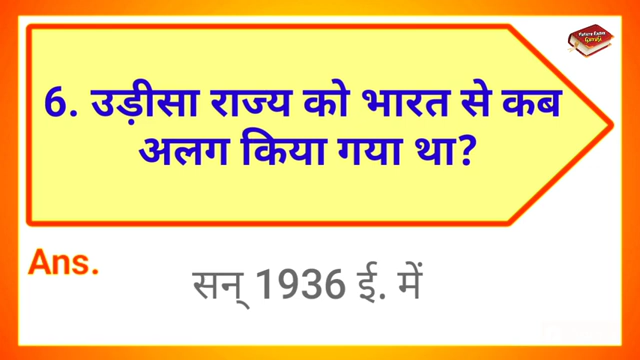 6. उड़ीसा राज्य को भारत से कब
अलग किया गया था?
Ans.
सन् 1936 ई. में